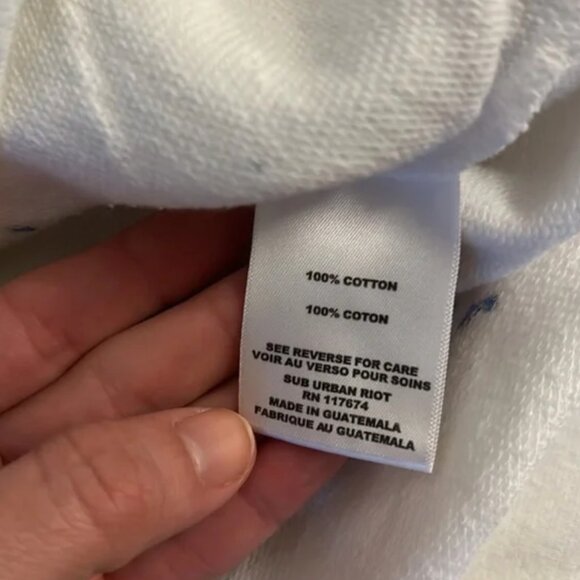 100% COTTON
100% COTON
SEE REVERSE FOR CARE
VOIR AU VERSO POUR SOINS
SUB URBAN RIOT
RN 117674
MADE IN GUATEMALA
FABRIQUE AU GUATEMALA